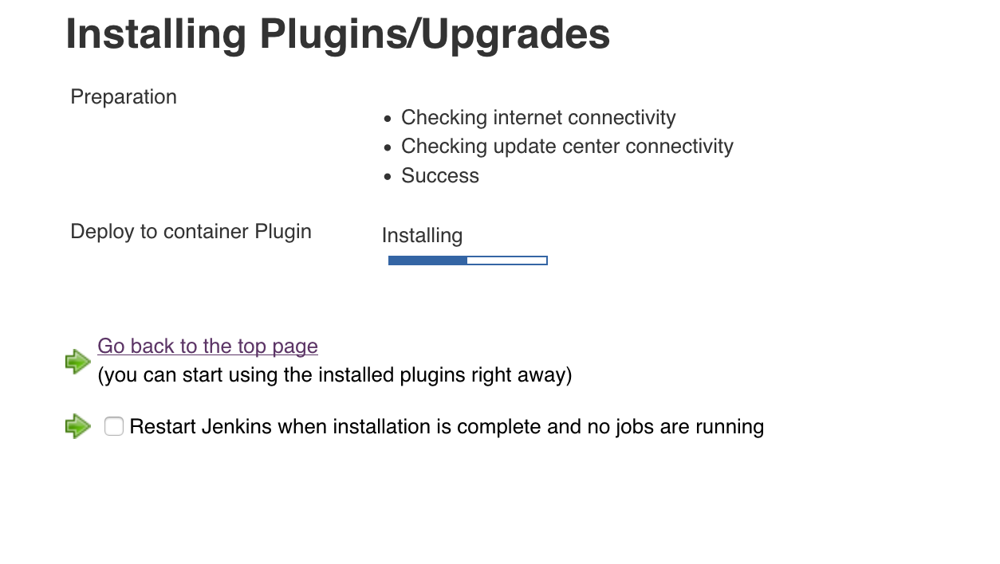 Installing Plugins/Upgrades
Preparation
Checking internet connectivity
Checking update center connectivity
Success
Deploy to container Plugin
Installing
Go back to the top page
(you can start using the installed plugins right away)
Restart Jenkins when installation is complete and no jobs are running